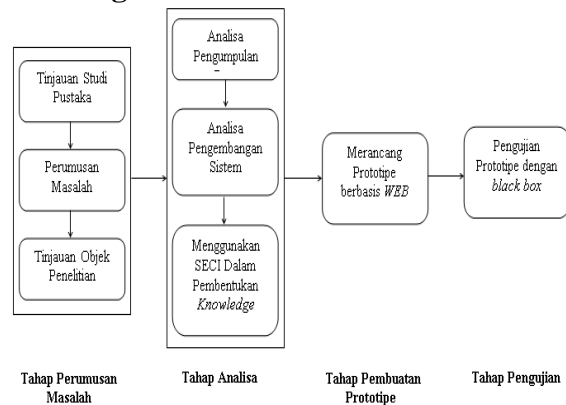 Tinjauan Studi
Pustaka
Perumusan
Masalah
Tinjauan Objek
Penelitian
Tahap Perumusan
Masalah
Analisa
Pengumpulan
Analisa
Pengembangan
Sistem
Menggunakan
SECI Dalam
Pembentukan
Knowledge
Tahap Analisa
Merancang
Prototipe
berbasis WEB
Tahap Pembuatan
Prototipe
Pengujian
Prototipe dengan
black box
Tahap Pengujian